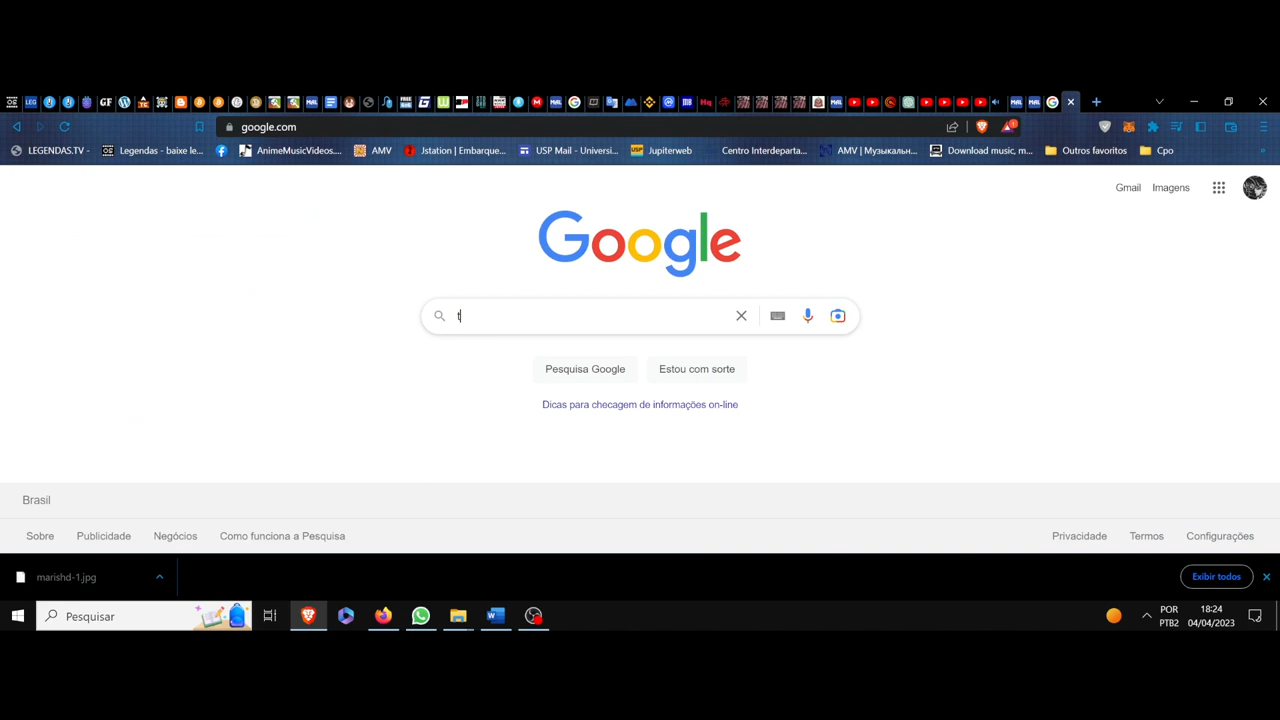 google.com
1
LEGENDAS.TV -
Legendas - baixe le...
AnimeMusicVideos....
AMV
Jstation | Embarque...
USP Mail - Universi...
Jupiterweb
Centro Interdeparta...
AMV | Музыкальн...
Download music, m...
Outros favoritos
Cpo
Gmail
Imagens
Google
t
Pesquisa Google
Estou com sorte
Dicas para checagem de informações on-line
Brasil
Sobre
Publicidade
Negócios
Como funciona a Pesquisa
Privacidade
Termos
Configurações
marishd-1.jpg
Exibir todos
Pesquisar
POR
PTB2
18:24
04/04/2023